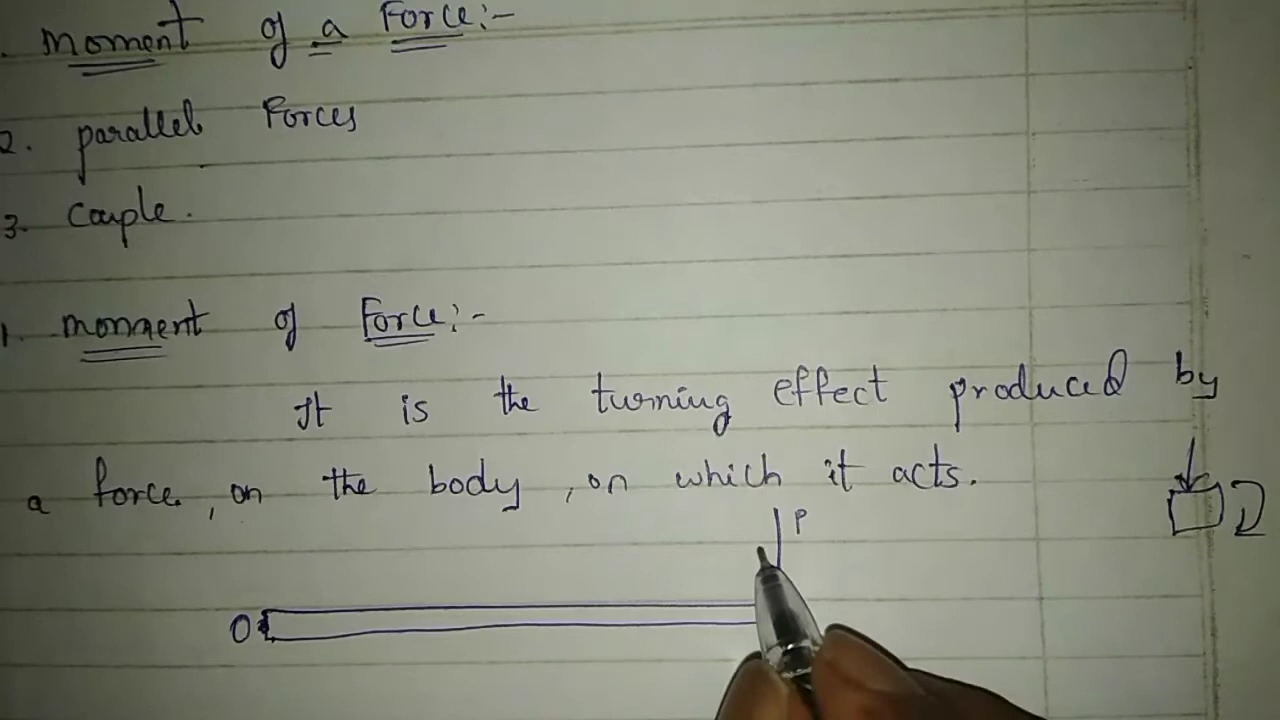 . Moment of a Force:-
2. parallel Forces
3. Couple.
1. Moment of Force:-
It is the turning effect produced by
a force, on the body, on which it acts.
P
O